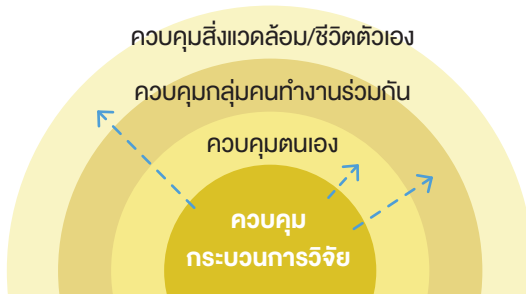 ควบคุมสิ่งแวดล้อม/ชีวิตตัวเอง
ควบคุมกลุ่มคนทำงานร่วมกัน
ควบคุมตนเอง
ควบคุม
กระบวนการวิจัย